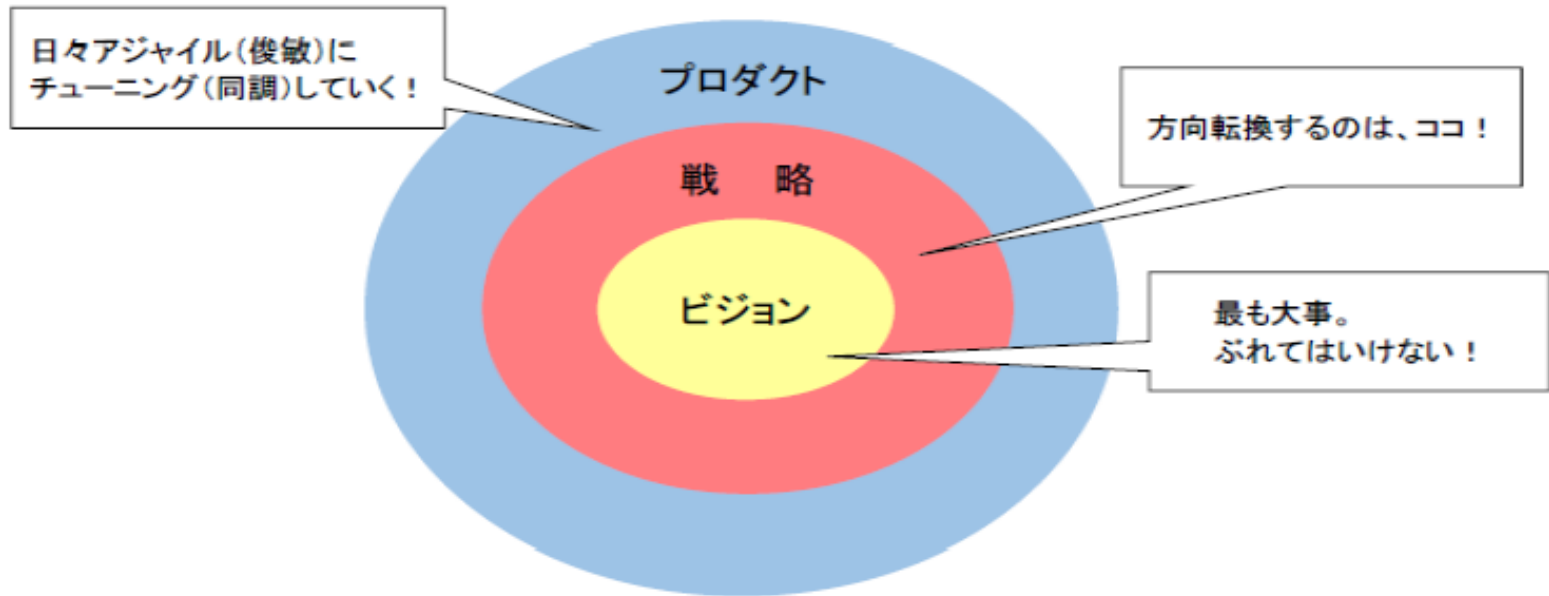 日々アジャイル(俊敏)に
チューニング(同調)していく!
プロダクト
方向転換するのは、ココ!
戦 略
ビジョン
最も大事。
ぶれてはいけない!